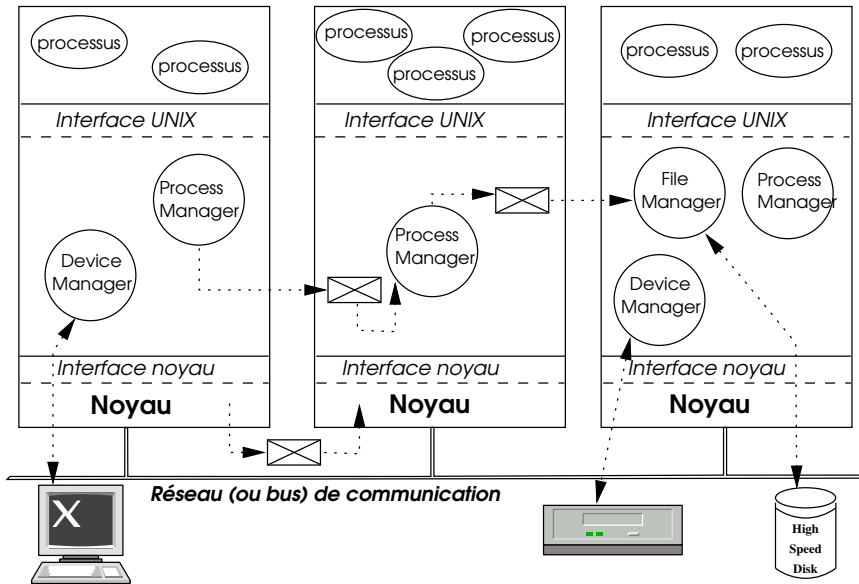 processus
processus
Interface UNIX
Process
Manager
Device
Manager
Interface noyau
Noyau
processus
processus
processus
Interface UNIX
Process
Manager
Interface noyau
Noyau
processus
processus
Interface UNIX
File
Manager
Process
Manager
Device
Manager
Interface noyau
Noyau
Réseau (ou bus) de communication
X
High
Speed
Disk